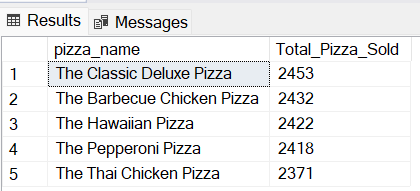 Results Messages
pizza_name Total_Pizza_Sold
1 The Classic Deluxe Pizza 2453
2 The Barbecue Chicken Pizza 2432
3 The Hawaiian Pizza 2422
4 The Pepperoni Pizza 2418
5 The Thai Chicken Pizza 2371